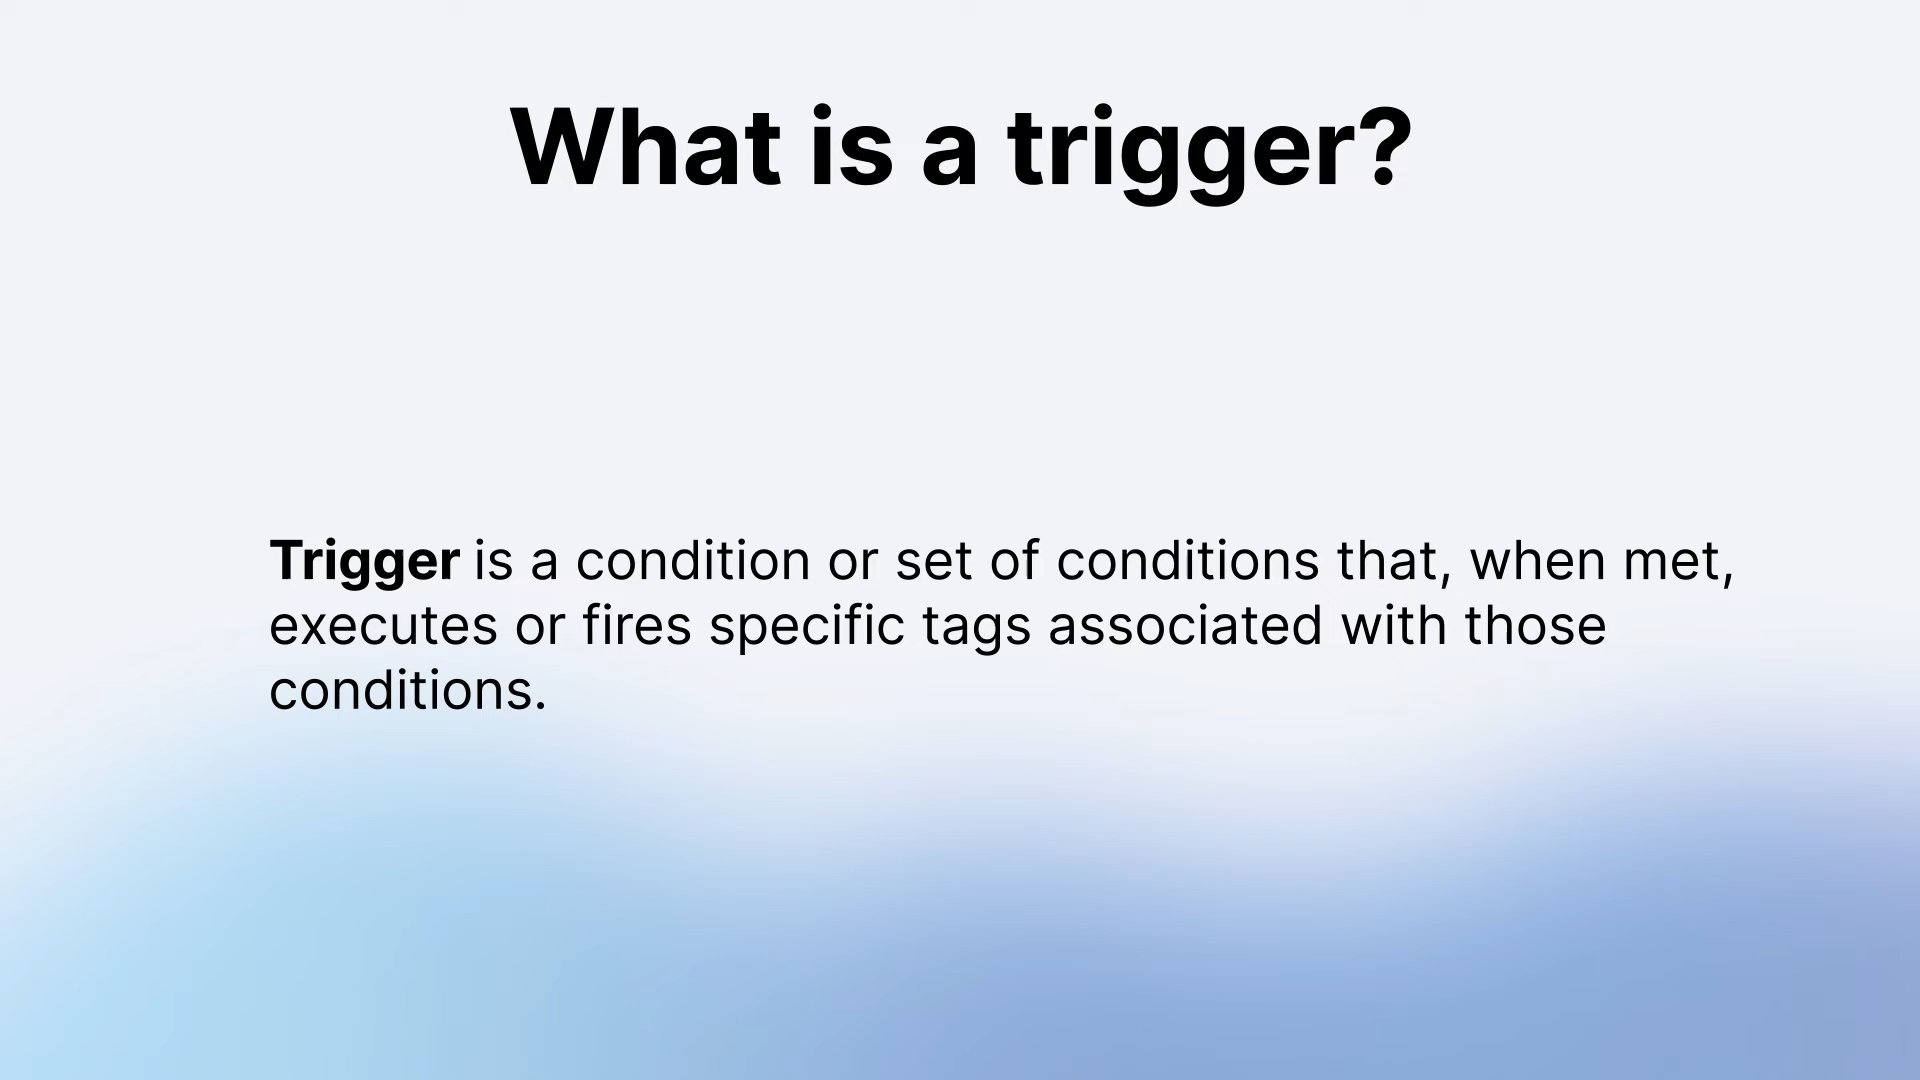 What is a trigger?
Trigger is a condition or set of conditions that, when met,
executes or fires specific tags associated with those
conditions.